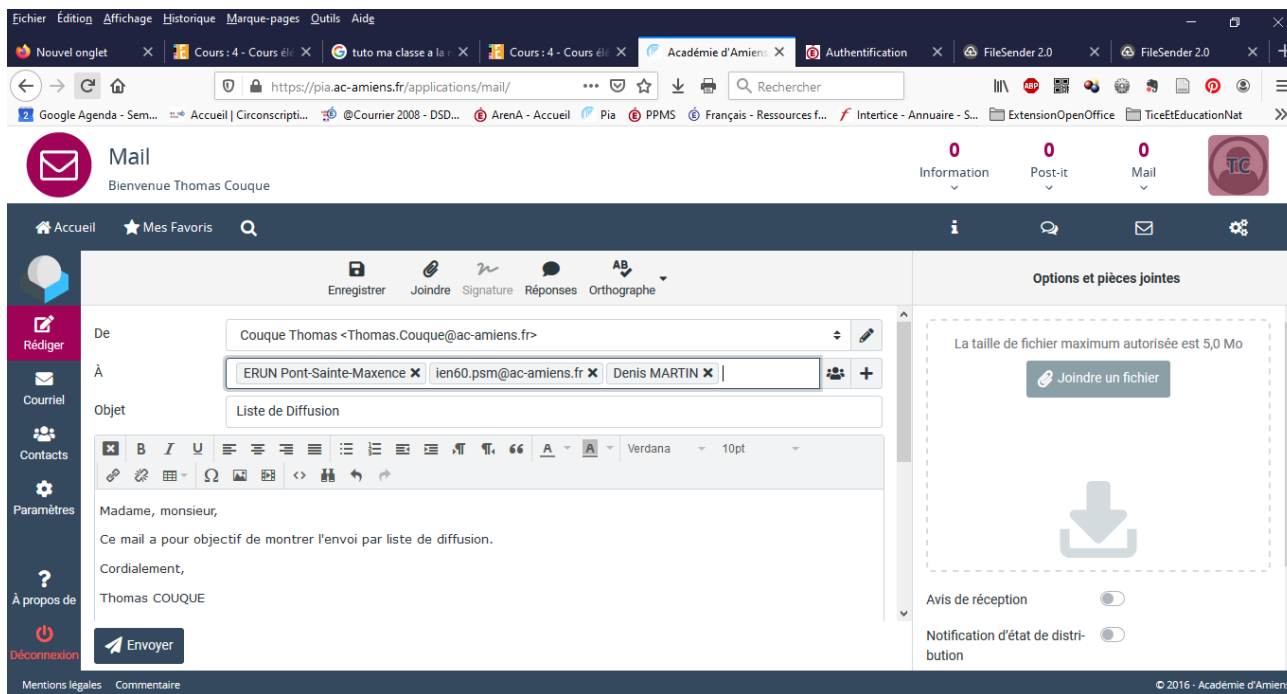 Fichier Édition Affichage Historique Marque-pages Outils Aide
Nouvel onglet Cours : 4 - Cours élé tuto ma classe a la Cours : 4 - Cours élé Académie d'Amiens Authentification FileSender 2.0 FileSender 2.0
https://pia.ac-amiens.fr/applications/mail/ Rechercher ABP
2 Google Agenda - Sem... Accueil | Circonscripti... @Courrier 2008 - DSD... ArenA - Accueil Pia PPMS Français - Ressources f... Intertice - Annuaire - S... ExtensionOpenOffice TiceEtEducationNat
Mail
Bienvenue Thomas Couque
0 0 0
Information Post-it Mail
TC
Accueil Mes Favoris
Enregistrer Joindre Signature Réponses Orthographe
Options et pièces jointes
Rédiger
Courriel
Contacts
Paramètres
À propos de
Déconnexion
De Couque Thomas <Thomas.Couque@ac-amiens.fr>
À ERUN Pont-Sainte-Maxence ien60.psm@ac-amiens.fr Denis MARTIN
Objet Liste de Diffusion
B I U A A Verdana 10pt
Madame, monsieur,
Ce mail a pour objectif de montrer l'envoi par liste de diffusion.
Cordialement,
Thomas COUQUE
Envoyer
La taille de fichier maximum autorisée est 5,0 Mo
Joindre un fichier
Avis de réception
Notification d'état de distri-
bution
Mentions légales Commentaire
© 2016 - Académie d'Amiens